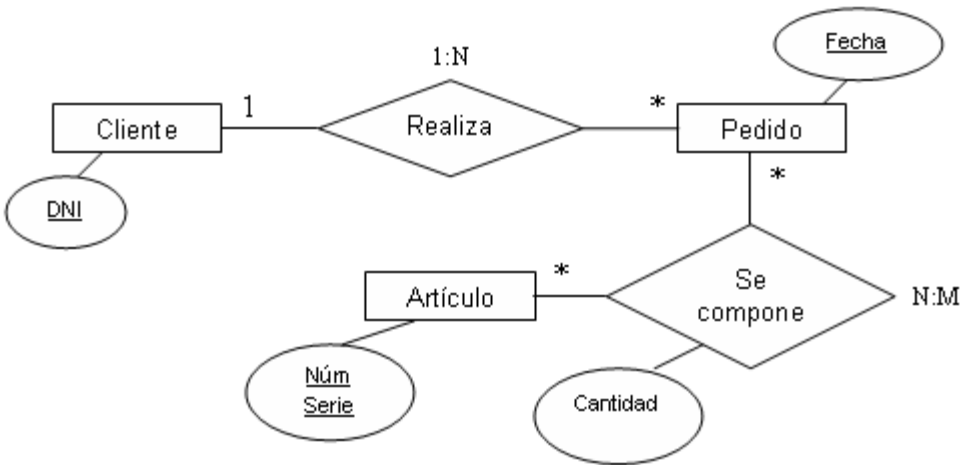 Fecha
1:N
Cliente
1
Realiza
*
Pedido
DNI
*
Artículo
*
Se
compone
N:M
Núm
Serie
Cantidad